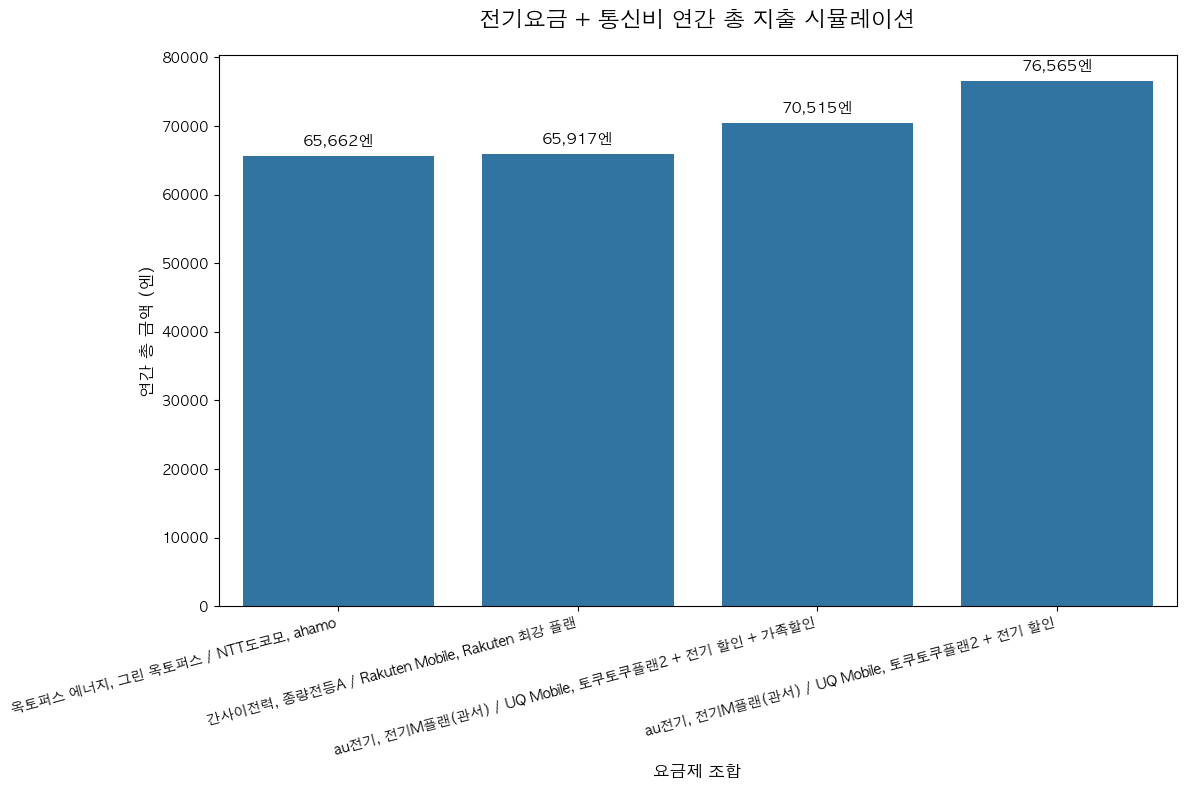 전기요금 + 통신비 연간 총 지출 시뮬레이션
연간 총 금액 (엔)
80000
70000
60000
50000
40000
30000
20000
10000
0
65,662엔
65,917엔
70,515엔
76,565엔
옥토퍼스 에너지, 그린 옥토퍼스 / NTT도코모, ahamo
간사이전력, 종량전등A / Rakuten Mobile, Rakuten 최강 플랜
au전기, 전기M플랜(관서) / UQ Mobile, 토쿠토쿠플랜2 + 전기 할인 + 가족할인
au전기, 전기M플랜(관서) / UQ Mobile, 토쿠토쿠플랜2 + 전기 할인
요금제 조합